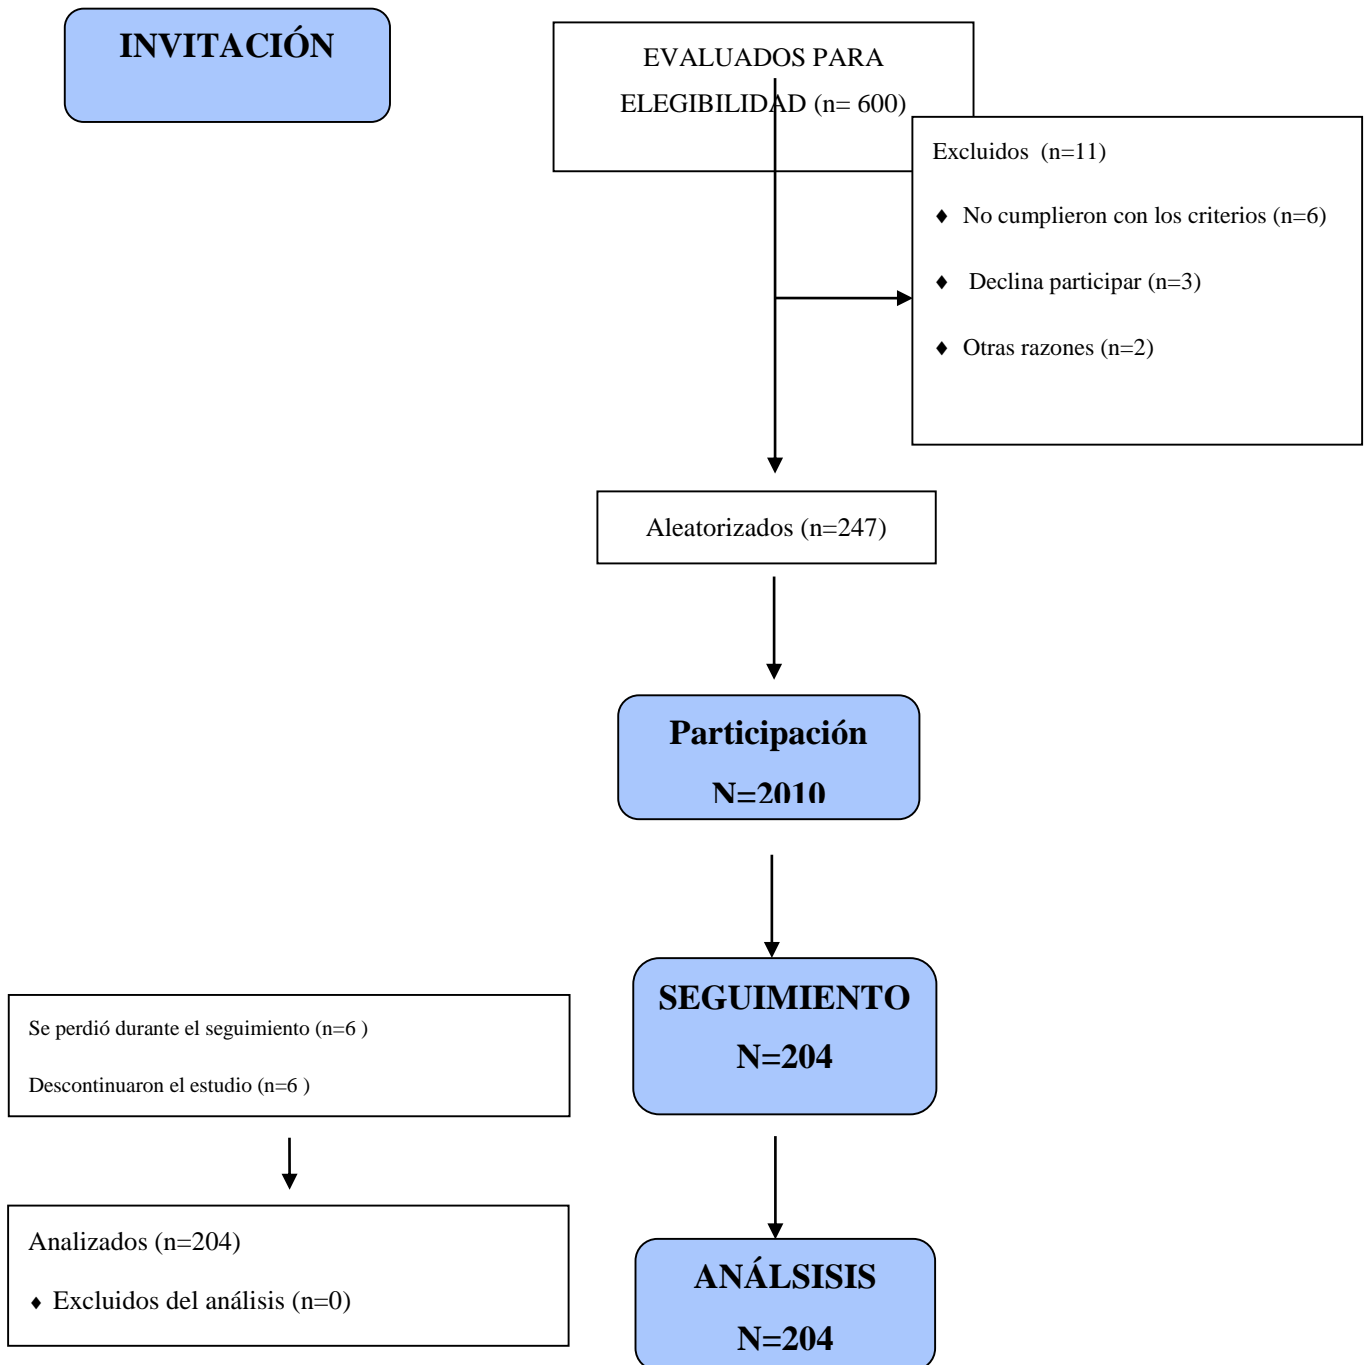 INVITACIÓN
EVALUADOS PARA
ELEGIBILIDAD (n= 600)
Excluidos (n=11)
♦ No cumplieron con los criterios (n=6)
♦ Declina participar (n=3)
♦ Otras razones (n=2)
Aleatorizados (n=247)
Participación
N=2010
SEGUIMIENTO
N=204
Se perdió durante el seguimiento (n=6 )
Descontinuaron el estudio (n=6 )
Analizados (n=204)
♦ Excluidos del análisis (n=0)
ANÁLSISIS
N=204